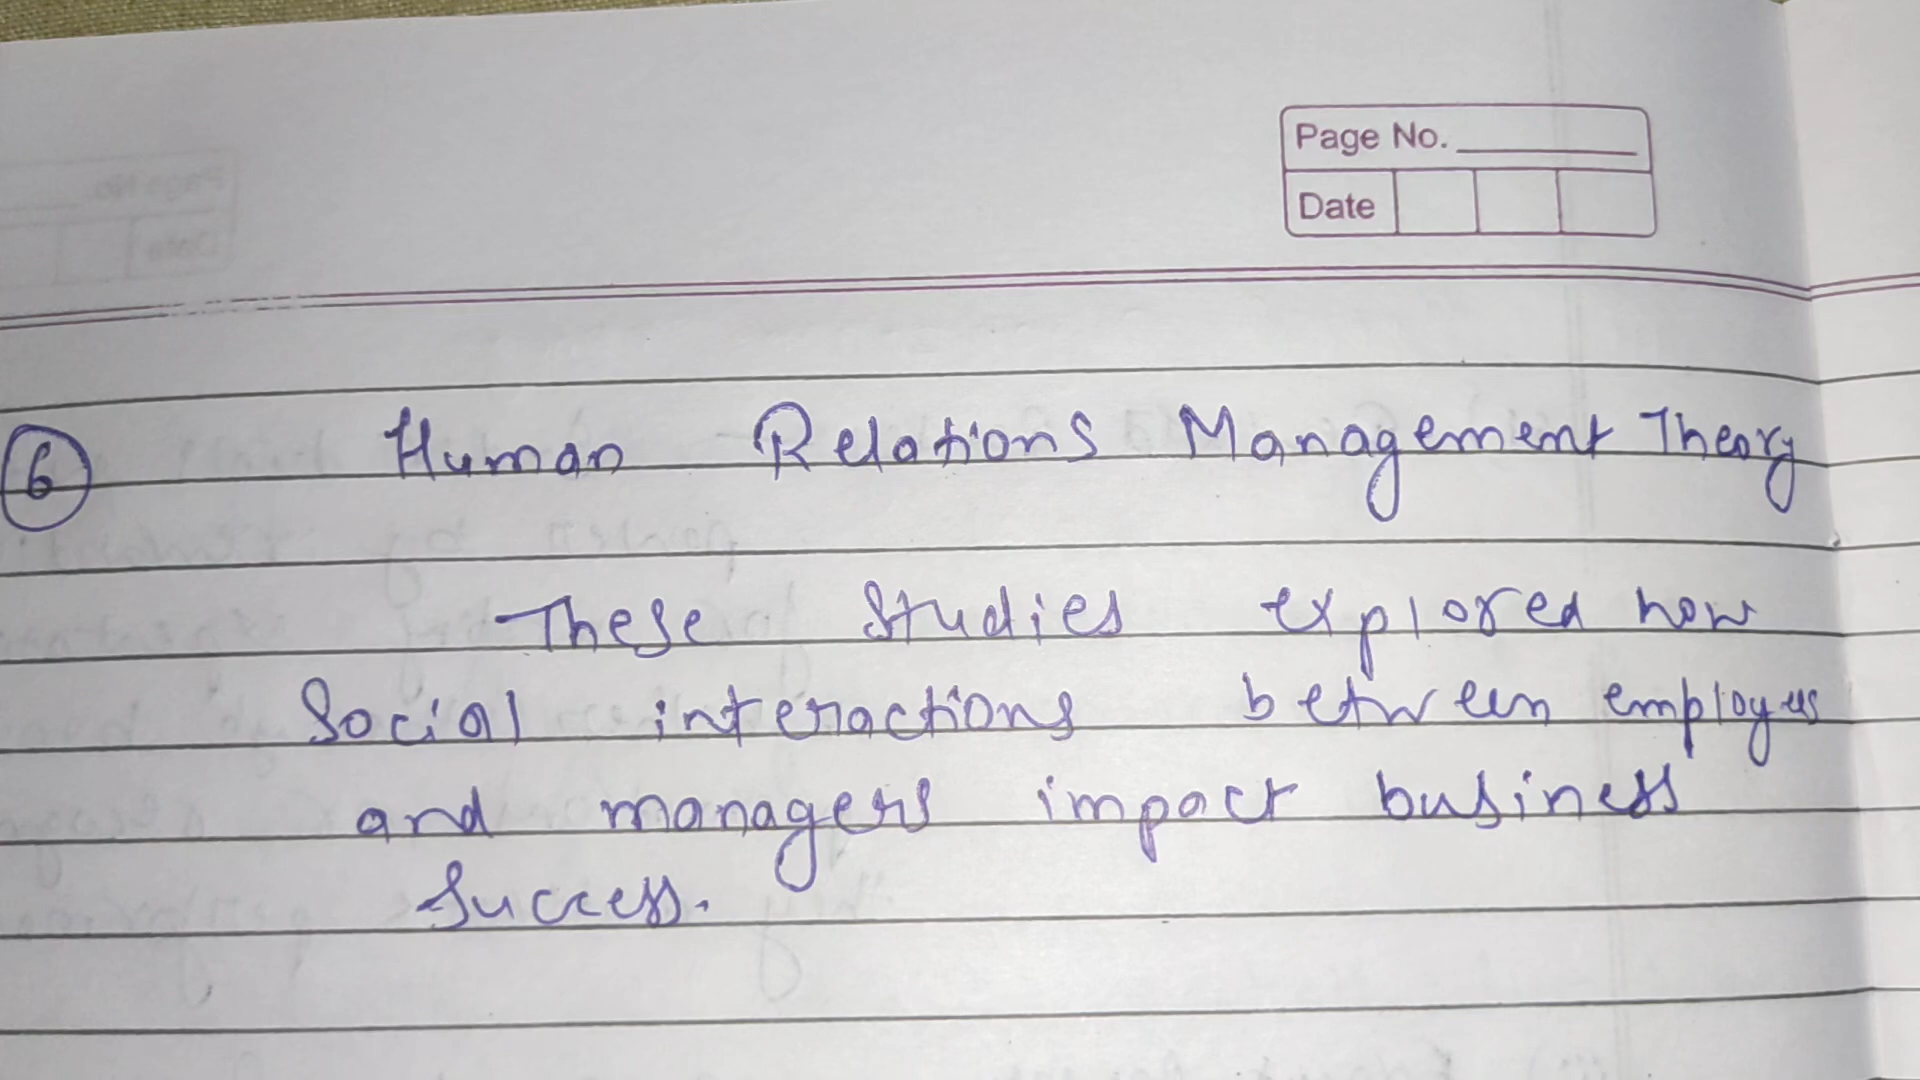 Page No.
Date
6 Human Relations Management Theory
These Studies explored how
Social interactions between employees
and managers impact business
Success.